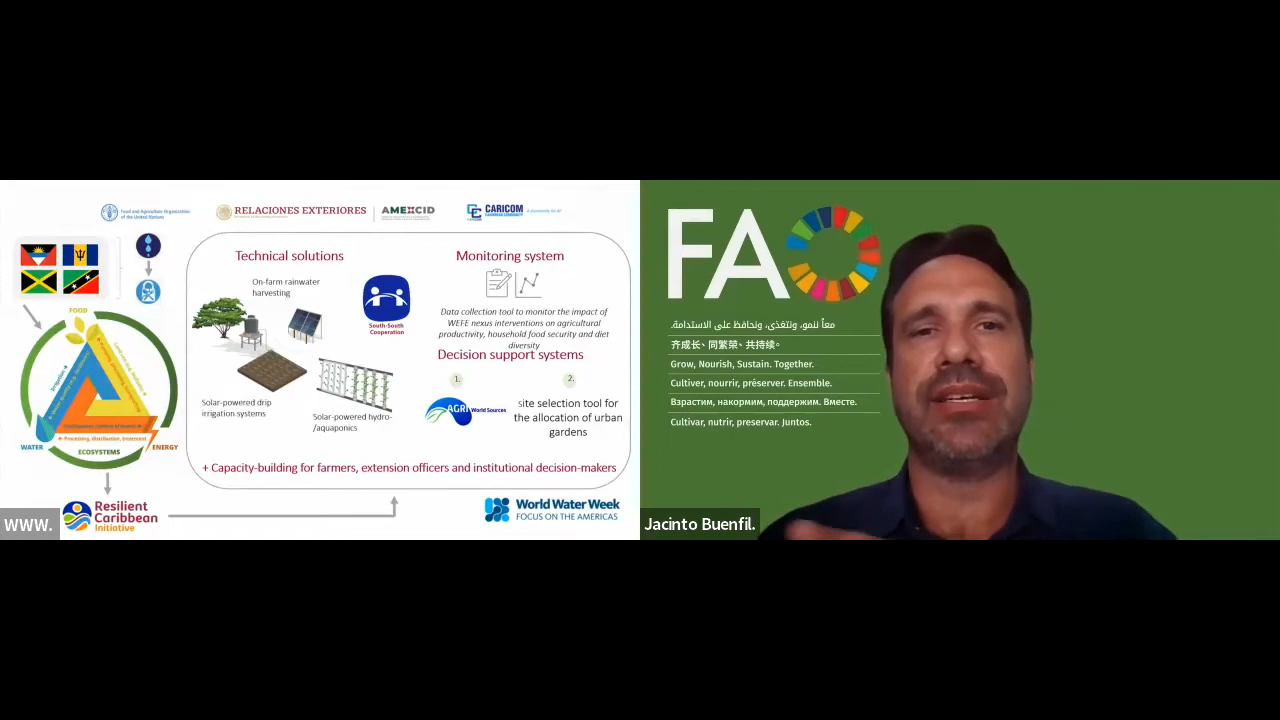 Food and Agriculture Organization
of the United Nations
RELACIONES EXTERIORES
AMEXCID
CARICOM
CARIBBEAN COMMUNITY
Technical solutions
On-farm rainwater
harvesting
South-South
Cooperation
Solar-powered drip
irrigation systems
Solar-powered hydro-
/aquaponics
Monitoring system
Data collection tool to monitor the impact of
WEFE nexus interventions on agricultural
productivity, household food security and diet
diversity
Decision support systems
1.
2.
AGRI World Sources
site selection tool for
the allocation of urban
gardens
+ Capacity-building for farmers, extension officers and institutional decision-makers
FOOD
Irrigation
Processing, distribution, treatment
WATER
ENERGY
ECOSYSTEMS
Resilient
Caribbean
Initiative
World Water Week
FOCUS ON THE AMERICAS
WWW.
FAO
معاً ننمو، ونتغذى، ونحافظ على الاستدامة.
齐成长、同繁荣、共持续。
Grow, Nourish, Sustain. Together.
Cultiver, nourrir, préserver. Ensemble.
Взрастим, накормим, поддержим. Вместе.
Cultivar, nutrir, preservar. Juntos.
Jacinto Buenfil.